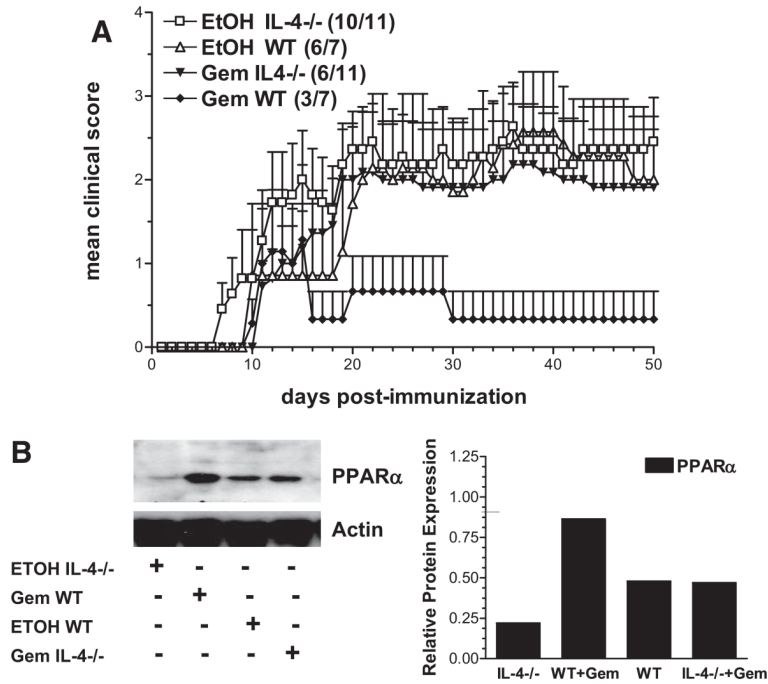 A
EtOH IL-4-/- (10/11)
EtOH WT (6/7)
Gem IL4-/- (6/11)
Gem WT (3/7)
mean clinical score
4
3
2
1
0
0 10 20 30 40 50
days post-immunization
B
PPARα
Actin
ETOH IL-4-/- + - - -
Gem WT - + - -
ETOH WT - - + -
Gem IL-4-/- - - - +
Relative Protein Expression
PPARα
1.25
1.00
0.75
0.50
0.25
0.00
IL-4-/- WT+Gem WT IL-4-/-+Gem